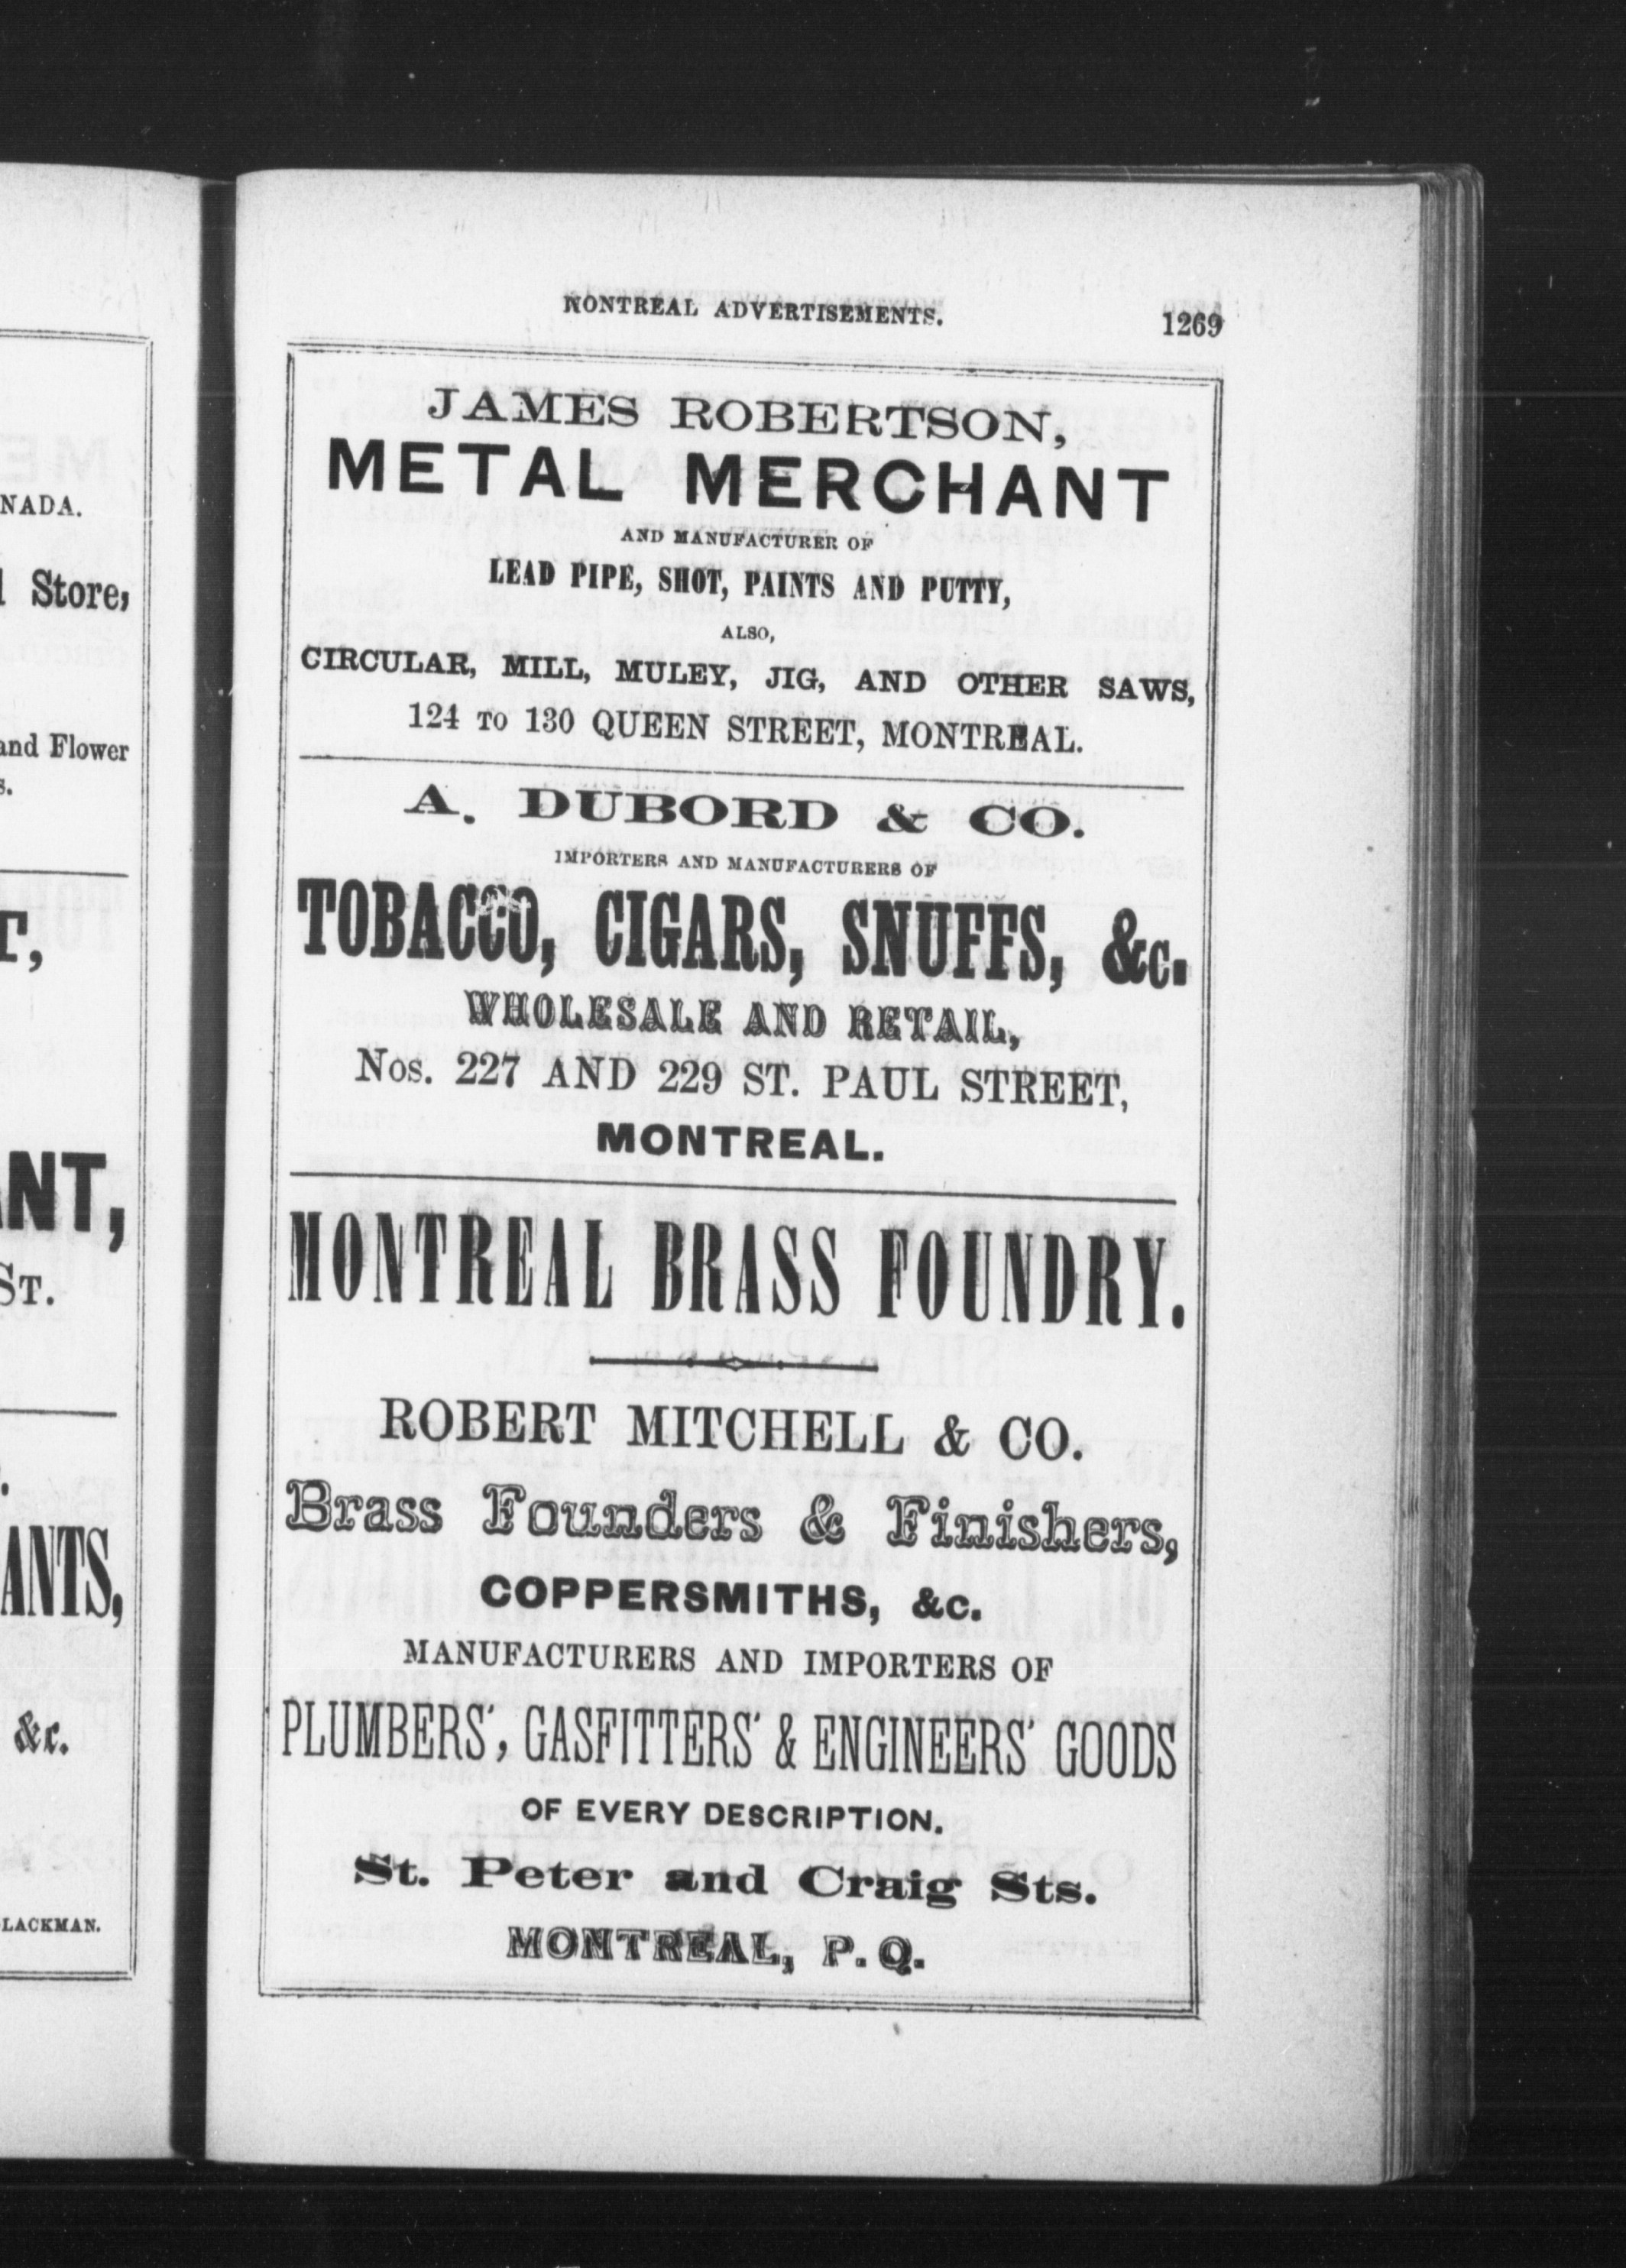 NADA.
Store,
and Flower
s.
T,
ANT,
ST.
ANTS,
&c.
LACKMAN.
MONTREAL ADVERTISEMENTS.
1269
JAMES ROBERTSON,
METAL MERCHANT
AND MANUFACTURER OF
LEAD PIPE, SHOT, PAINTS AND PUTTY,
ALSO,
CIRCULAR, MILL, MULEY, JIG, AND OTHER SAWS,
124 TO 130 QUEEN STREET, MONTREAL.
A. DUBORD & CO.
IMPORTERS AND MANUFACTURERS OF
TOBACCO, CIGARS, SNUFFS, &c.
WHOLESALE AND RETAIL,
Nos. 227 AND 229 ST. PAUL STREET,
MONTREAL.
MONTREAL BRASS FOUNDRY.
ROBERT MITCHELL & CO.
Brass Founders & Finishers,
COPPERSMITHS, &c.
MANUFACTURERS AND IMPORTERS OF
PLUMBERS', GASFITTERS' & ENGINEERS' GOODS
OF EVERY DESCRIPTION.
St. Peter and Craig Sts.
MONTREAL, P. Q.